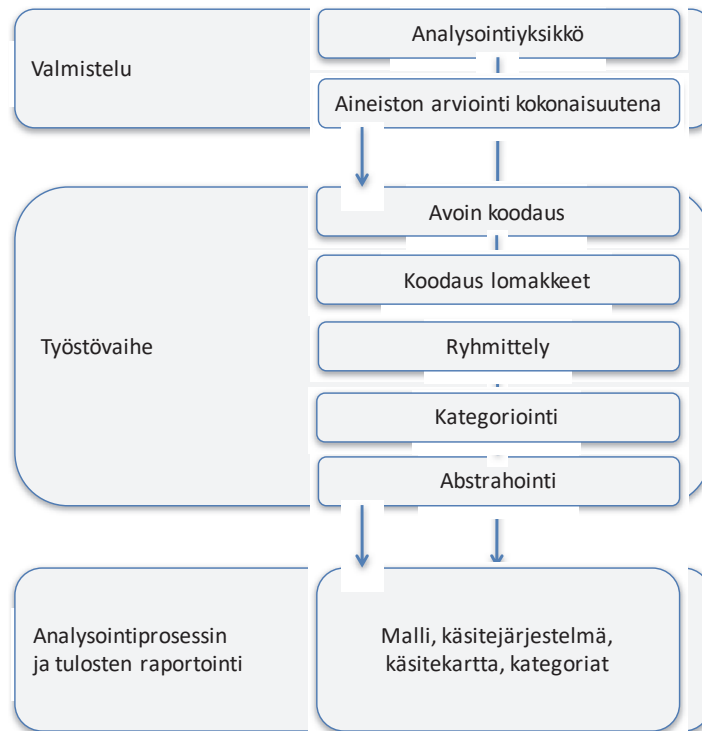 Analysointiyksikkö
Valmistelu
Aineiston arviointi kokonaisuutena
Avoin koodaus
Koodaus lomakkeet
Työstövaihe
Ryhmittely
Kategoriointi
Abstrahointi
Analysointiprosessin
ja tulosten raportointi
Malli, käsitejärjestelmä,
käsitekartta, kategoriat